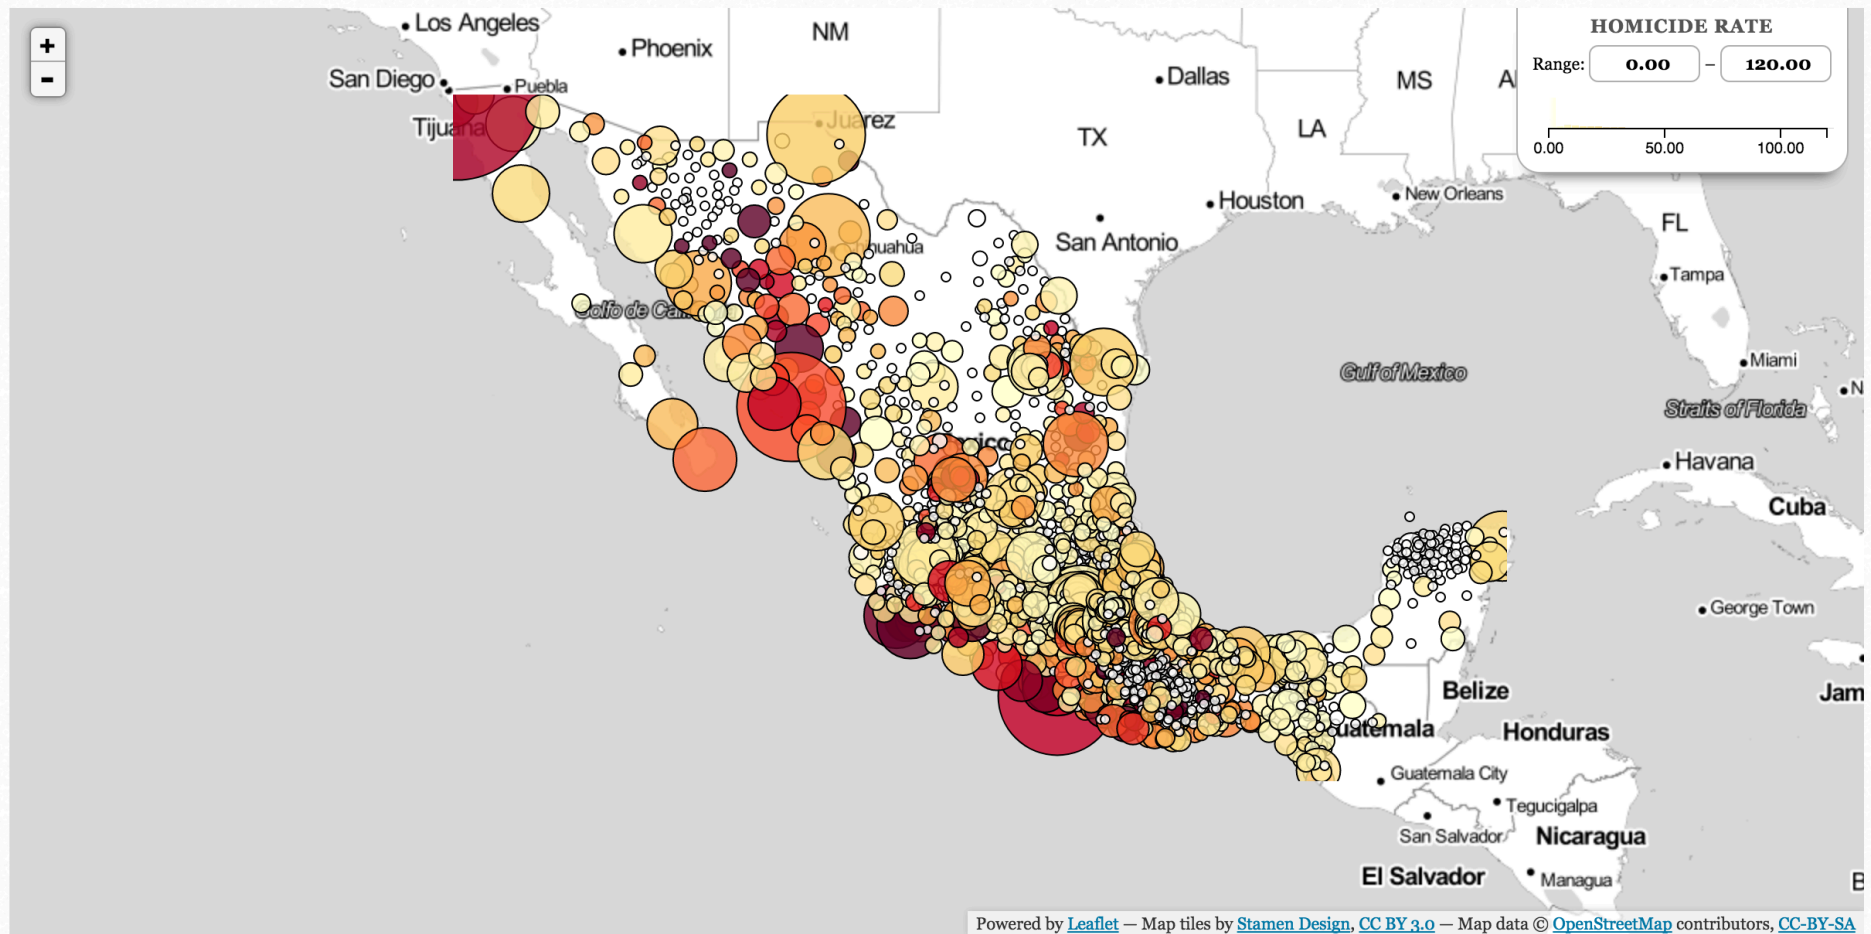 +
-
Los Angeles
Phoenix
NM
San Diego
Puebla
Tijuana
Juarez
Dallas
TX
LA
MS
HOMICIDE RATE
Range: 0.00 – 120.00
0.00 50.00 100.00
Houston
New Orleans
San Antonio
FL
Tampa
Miami
Gulf of Mexico
Straits of Florida
Havana
Cuba
George Town
Belize
Honduras
Guatemala City
Tegucigalpa
San Salvador
Nicaragua
El Salvador
Managua
Powered by Leaflet — Map tiles by Stamen Design, CC BY 3.0 — Map data © OpenStreetMap contributors, CC-BY-SA